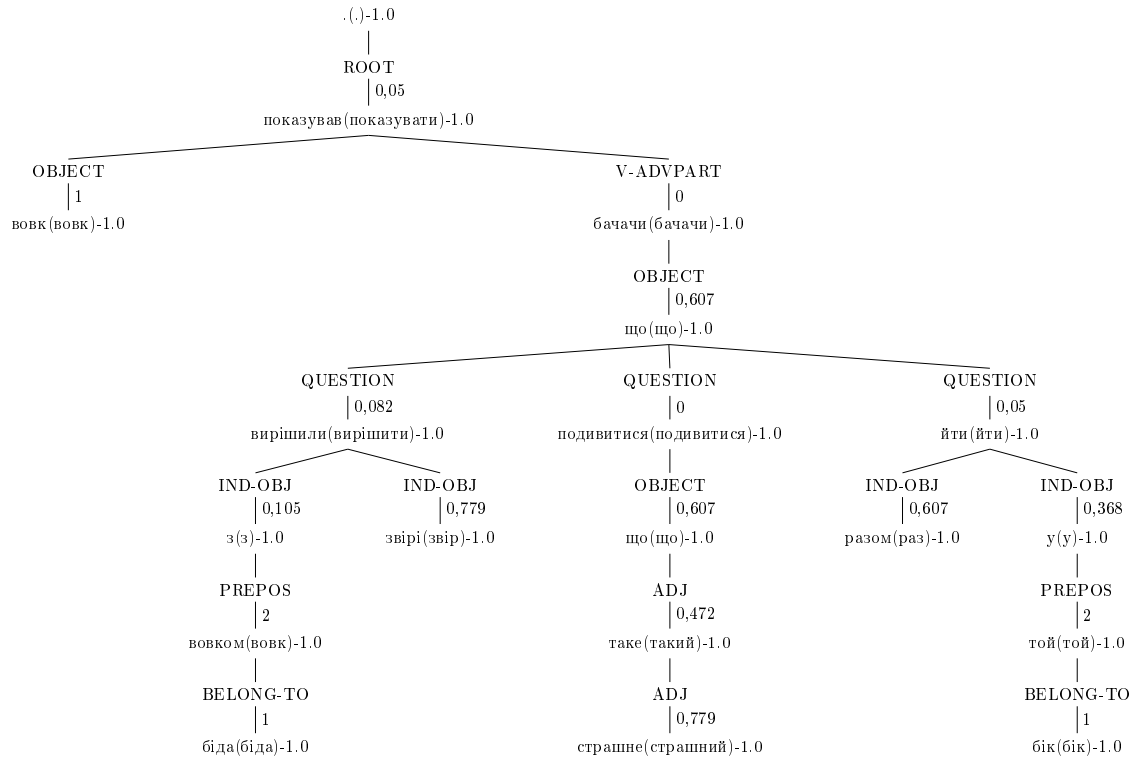 .(.)-1.0
ROOT
0,05
показував(показувати)-1.0
OBJECT V-ADVPART
1 0
вовк(вовк)-1.0 бачачи(бачачи)-1.0
OBJECT
0,607
що(що)-1.0
QUESTION QUESTION QUESTION
0,082 0 0,05
вирішили(вирішити)-1.0 подивитися(подивитися)-1.0 йти(йти)-1.0
IND-OBJ IND-OBJ OBJECT IND-OBJ IND-OBJ
0,105 0,779 0,607 0,607 0,368
з(з)-1.0 звірі(звір)-1.0 що(що)-1.0 разом(раз)-1.0 у(у)-1.0
PREPOS ADJ PREPOS
2 0,472 2
вовком(вовк)-1.0 таке(такий)-1.0 той(той)-1.0
BELONG-TO ADJ BELONG-TO
1 0,779 1
біда(біда)-1.0 страшне(страшний)-1.0 бік(бік)-1.0